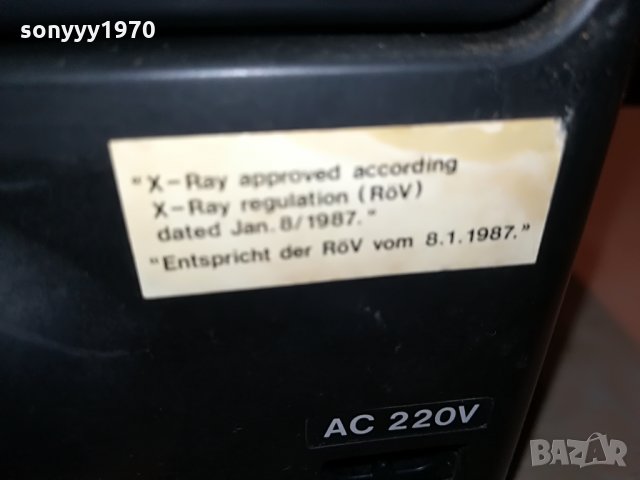 sonyyy1970
"X-Ray approved according
X-Ray regulation (RöV)
dated Jan. 8/1987."
"Entspricht der RöV vom 8.1.1987."
AC 220V
BAZAR